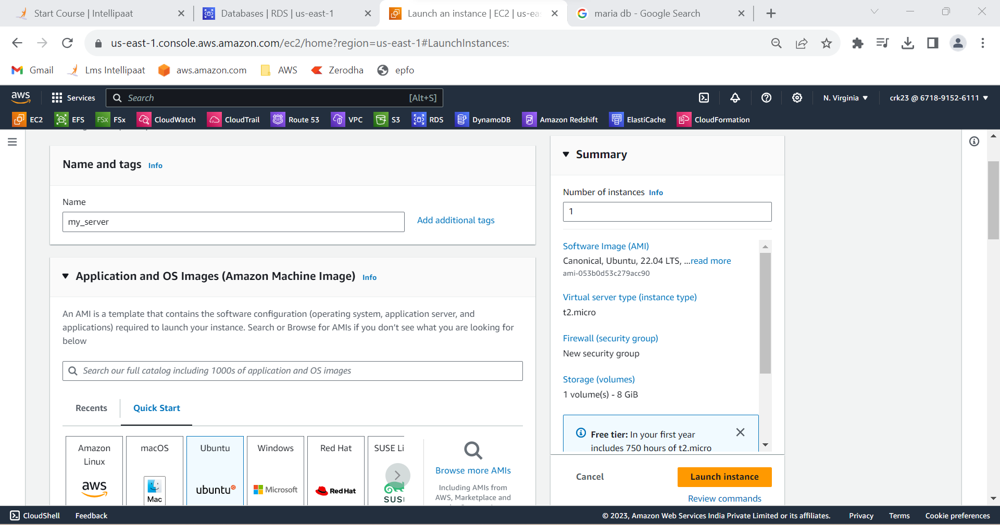 Start Course | Intellipaat
Databases | RDS | us-east-1
Launch an instance | EC2 | us-eas
maria db - Google Search
us-east-1.console.aws.amazon.com/ec2/home?region=us-east-1#LaunchInstances:
Gmail
Lms Intellipaat
aws.amazon.com
AWS
Zerodha
epfo
aws
Services
Search
[Alt+S]
N. Virginia
crk23 @ 6718-9152-6111
EC2
EFS
FSx
FSx
CloudWatch
CloudTrail
Route 53
VPC
S3
RDS
DynamoDB
Amazon Redshift
ElastiCache
CloudFormation
Name and tags Info
Name
my_server
Add additional tags
Application and OS Images (Amazon Machine Image) Info
An AMI is a template that contains the software configuration (operating system, application server, and
applications) required to launch your instance. Search or Browse for AMIs if you don't see what you are looking for
below
Search our full catalog including 1000s of application and OS images
Recents
Quick Start
Amazon
Linux
aws
macOS
Mac
Ubuntu
ubuntu
Windows
Microsoft
Red Hat
Red Hat
SUSE Li
SUS
Browse more AMIs
Including AMIs from
AWS, Marketplace and
Summary
Number of instances Info
1
Software Image (AMI)
Canonical, Ubuntu, 22.04 LTS, ...read more
ami-053b0d53c279acc90
Virtual server type (instance type)
t2.micro
Firewall (security group)
New security group
Storage (volumes)
1 volume(s) - 8 GiB
Free tier: In your first year
includes 750 hours of t2.micro
Cancel
Launch instance
Review commands
CloudShell
Feedback
© 2023, Amazon Web Services India Private Limited or its affiliates.
Privacy
Terms
Cookie preferences